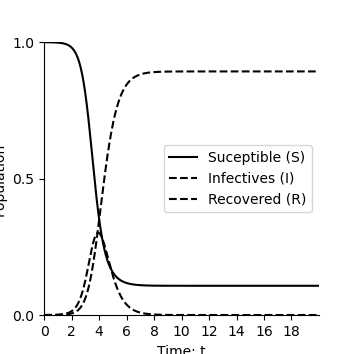 1.0
0.5
0.0
Population
Suceptible (S)
Infectives (I)
Recovered (R)
0 2 4 6 8 10 12 14 16 18
Time: t